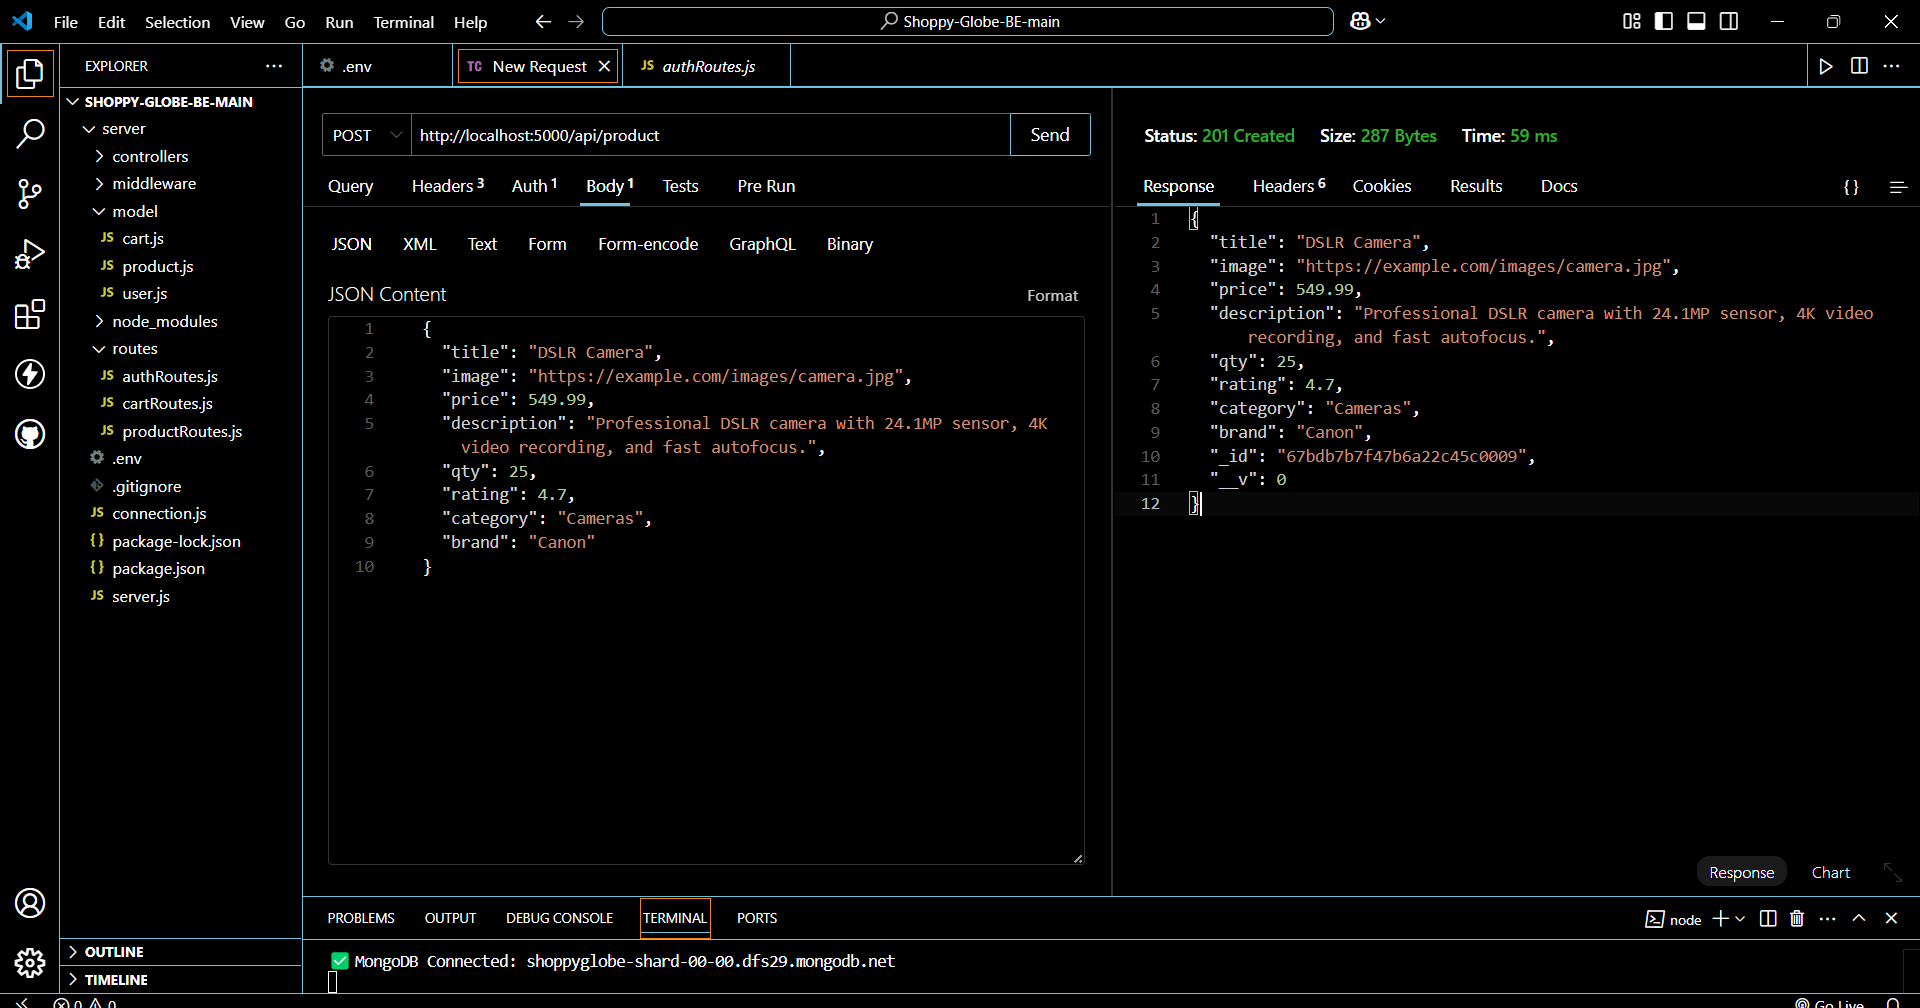 File Edit Selection View Go Run Terminal Help
Shoppy-Globe-BE-main
EXPLORER
SHOPPY-GLOBE-BE-MAIN
server
controllers
middleware
model
JS cart.js
JS product.js
JS user.js
node_modules
routes
JS authRoutes.js
JS cartRoutes.js
JS productRoutes.js
.env
.gitignore
JS connection.js
{} package-lock.json
{} package.json
JS server.js
OUTLINE
TIMELINE
.env
TC New Request
JS authRoutes.js
POST http://localhost:5000/api/product Send
Query Headers 3 Auth 1 Body 1 Tests Pre Run
JSON XML Text Form Form-encode GraphQL Binary
JSON Content Format
1 {
2 "title": "DSLR Camera",
3 "image": "https://example.com/images/camera.jpg",
4 "price": 549.99,
5 "description": "Professional DSLR camera with 24.1MP sensor, 4K
video recording, and fast autofocus.",
6 "qty": 25,
7 "rating": 4.7,
8 "category": "Cameras",
9 "brand": "Canon"
10 }
Status: 201 Created Size: 287 Bytes Time: 59 ms
Response Headers 6 Cookies Results Docs {}
1 {
2 "title": "DSLR Camera",
3 "image": "https://example.com/images/camera.jpg",
4 "price": 549.99,
5 "description": "Professional DSLR camera with 24.1MP sensor, 4K video
recording, and fast autofocus.",
6 "qty": 25,
7 "rating": 4.7,
8 "category": "Cameras",
9 "brand": "Canon",
10 "_id": "67bdb7b7f47b6a22c45c0009",
11 "__v": 0
12 }
Response Chart
PROBLEMS OUTPUT DEBUG CONSOLE TERMINAL PORTS
node
MongoDB Connected: shoppyglobe-shard-00-00.dfs29.mongodb.net
0 0
Go Live